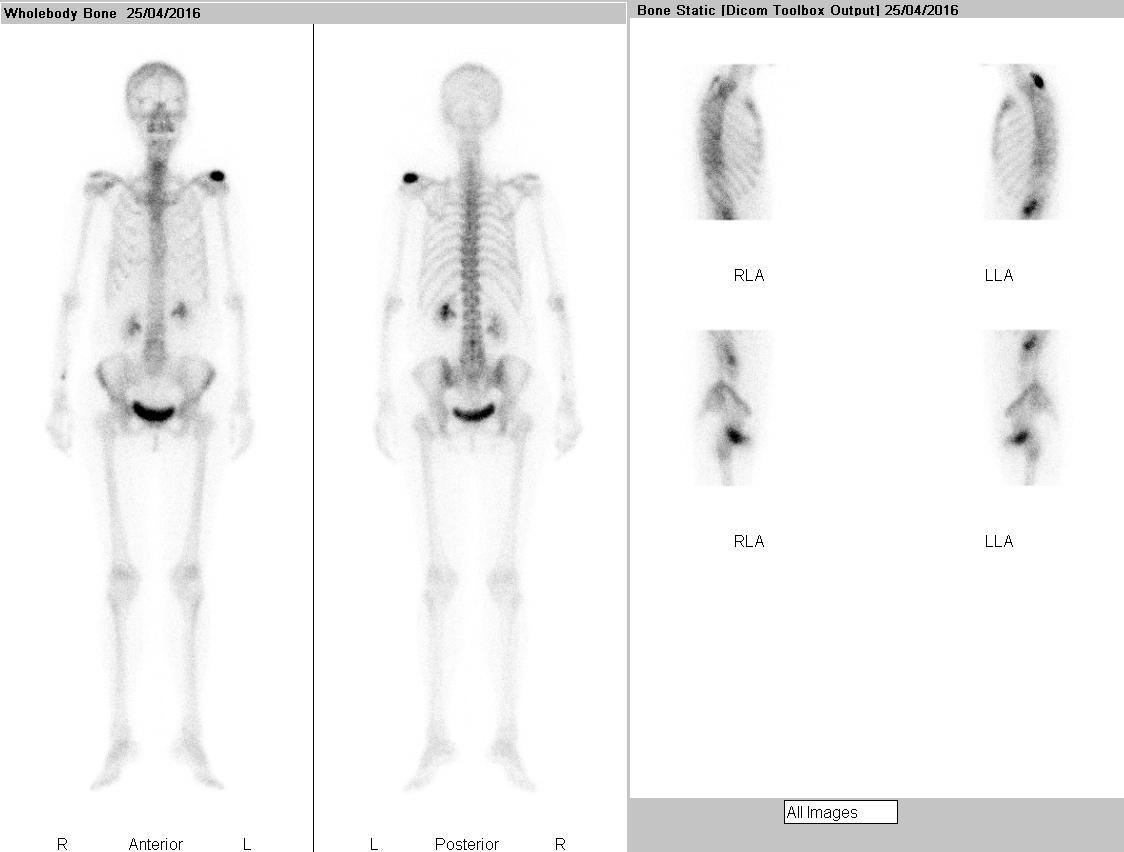 Wholebody Bone 25/04/2016
R Anterior L
L Posterior R
Bone Static [Dicom Toolbox Output] 25/04/2016
RLA LLA
RLA LLA
All Images